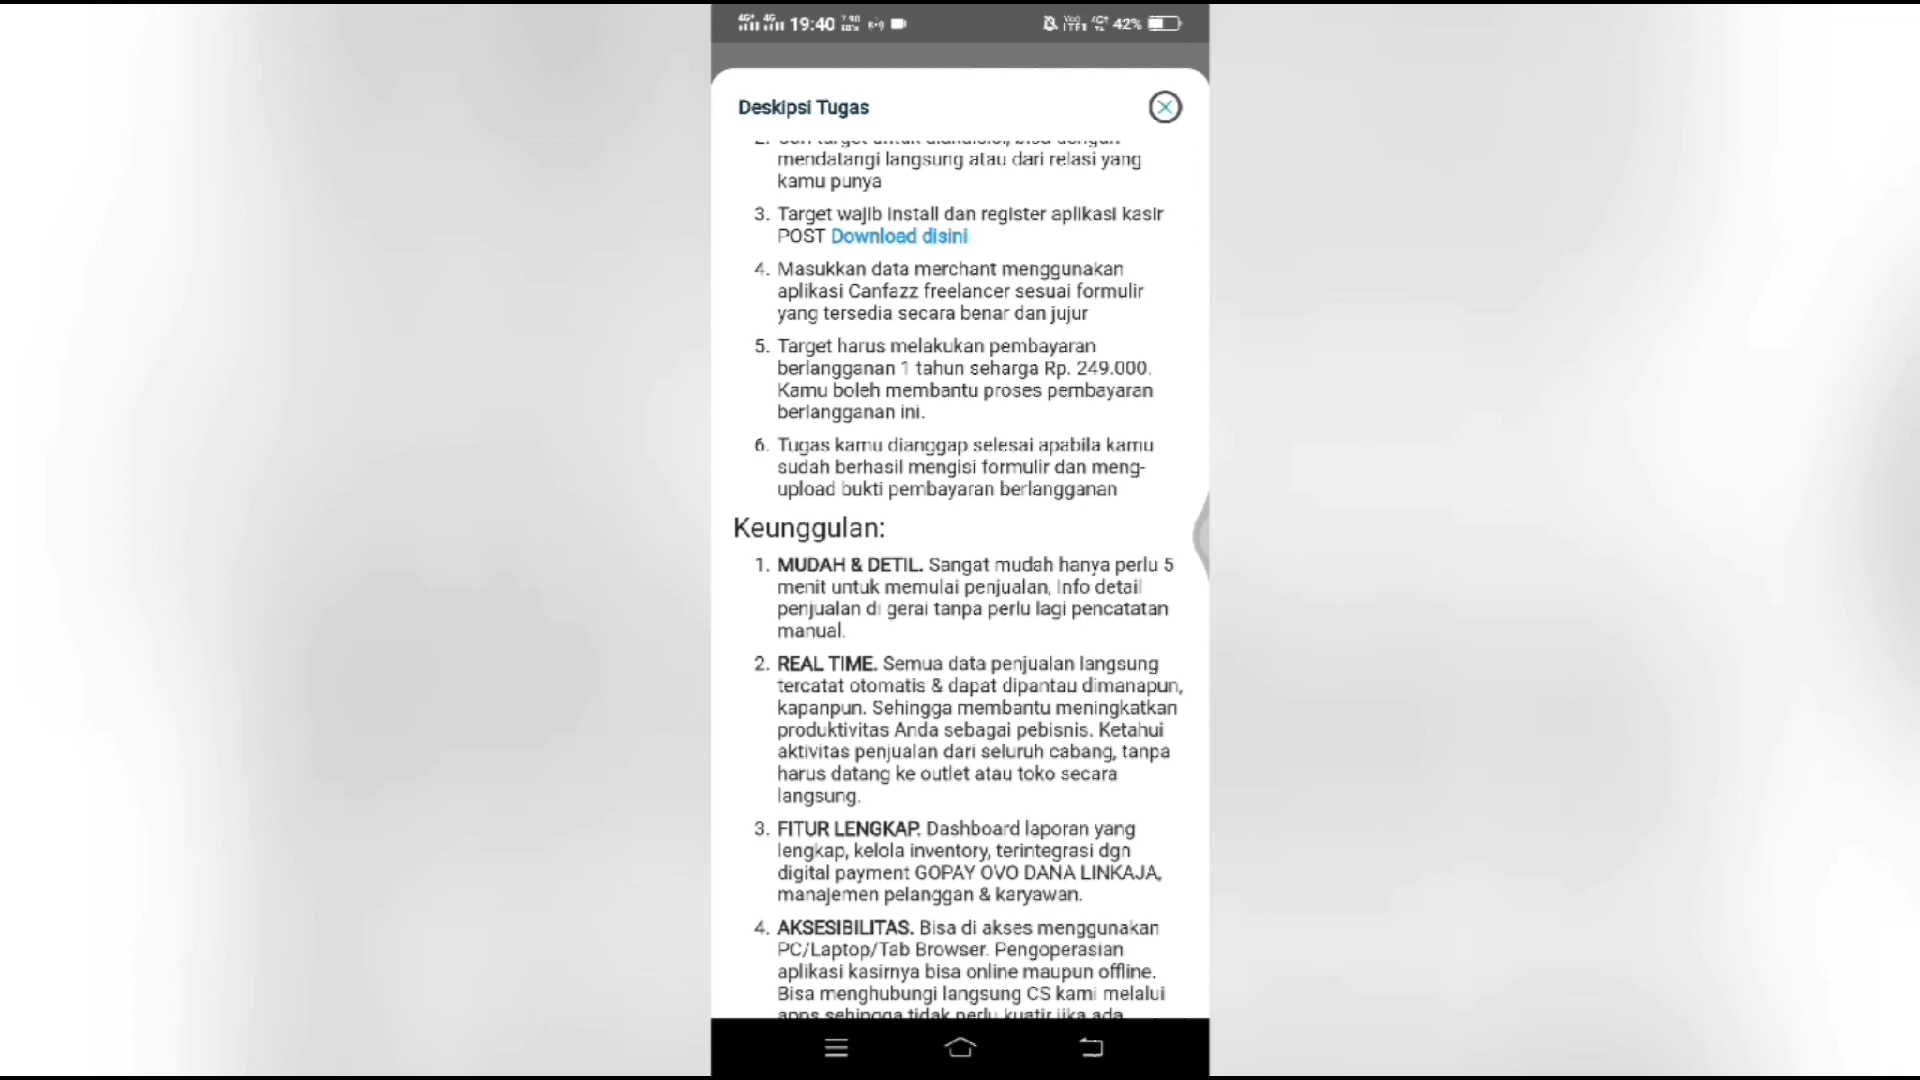 19:40
42%
Deskipsi Tugas
mendatangi langsung atau dari relasi yang
kamu punya
3. Target wajib install dan register aplikasi kasir
POST Download disini
4. Masukkan data merchant menggunakan
aplikasi Canfazz freelancer sesuai formulir
yang tersedia secara benar dan jujur
5. Target harus melakukan pembayaran
berlangganan 1 tahun seharga Rp. 249.000.
Kamu boleh membantu proses pembayaran
berlangganan ini.
6. Tugas kamu dianggap selesai apabila kamu
sudah berhasil mengisi formulir dan meng-
upload bukti pembayaran berlangganan
Keunggulan:
1. MUDAH & DETIL. Sangat mudah hanya perlu 5
menit untuk memulai penjualan, Info detail
penjualan di gerai tanpa perlu lagi pencatatan
manual.
2. REAL TIME. Semua data penjualan langsung
tercatat otomatis & dapat dipantau dimanapun,
kapanpun. Sehingga membantu meningkatkan
produktivitas Anda sebagai pebisnis. Ketahui
aktivitas penjualan dari seluruh cabang, tanpa
harus datang ke outlet atau toko secara
langsung.
3. FITUR LENGKAP. Dashboard laporan yang
lengkap, kelola inventory, terintegrasi dgn
digital payment GOPAY OVO DANA LINKAJA,
manajemen pelanggan & karyawan.
4. AKSESIBILITAS. Bisa di akses menggunakan
PC/Laptop/Tab Browser. Pengoperasian
aplikasi kasirnya bisa online maupun offline.
Bisa menghubungi langsung CS kami melalui
apps sehingga tidak perlu kuatir jika ada